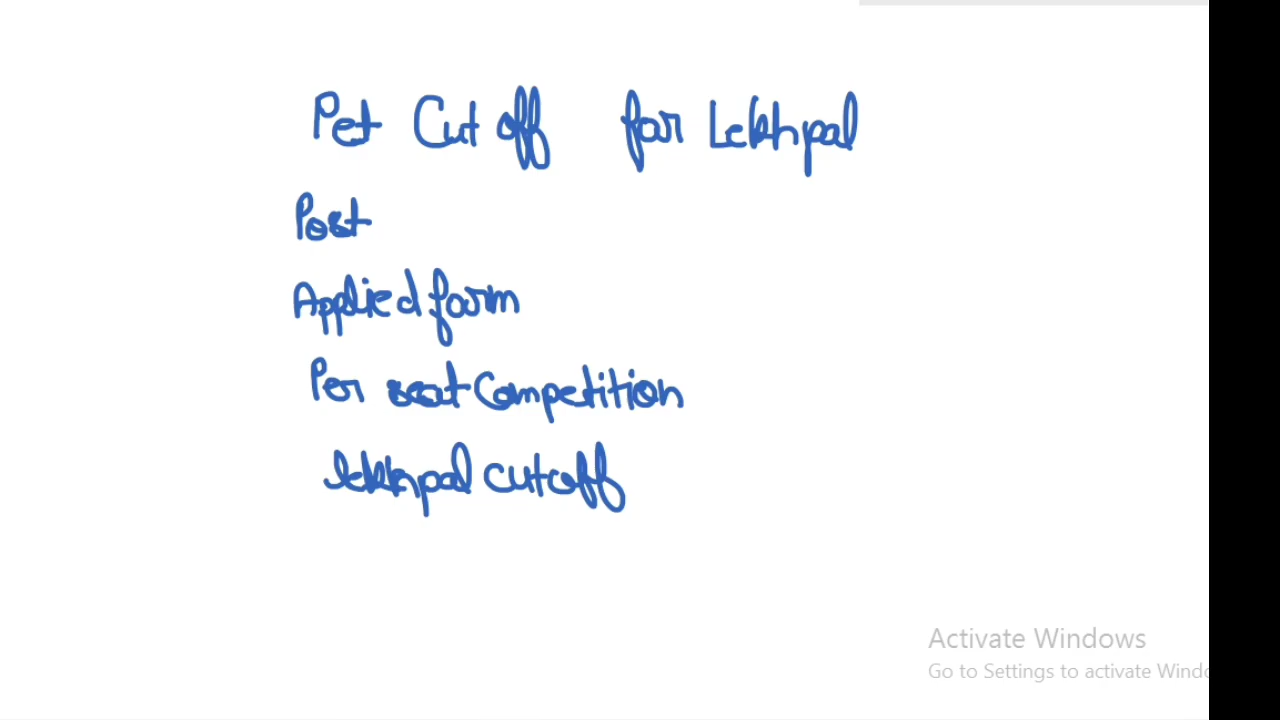 Pet Cut off for Lekhpal
Post
Applied form
Per seat Competition
lekhpal cutoff
Activate Windows
Go to Settings to activate Windo